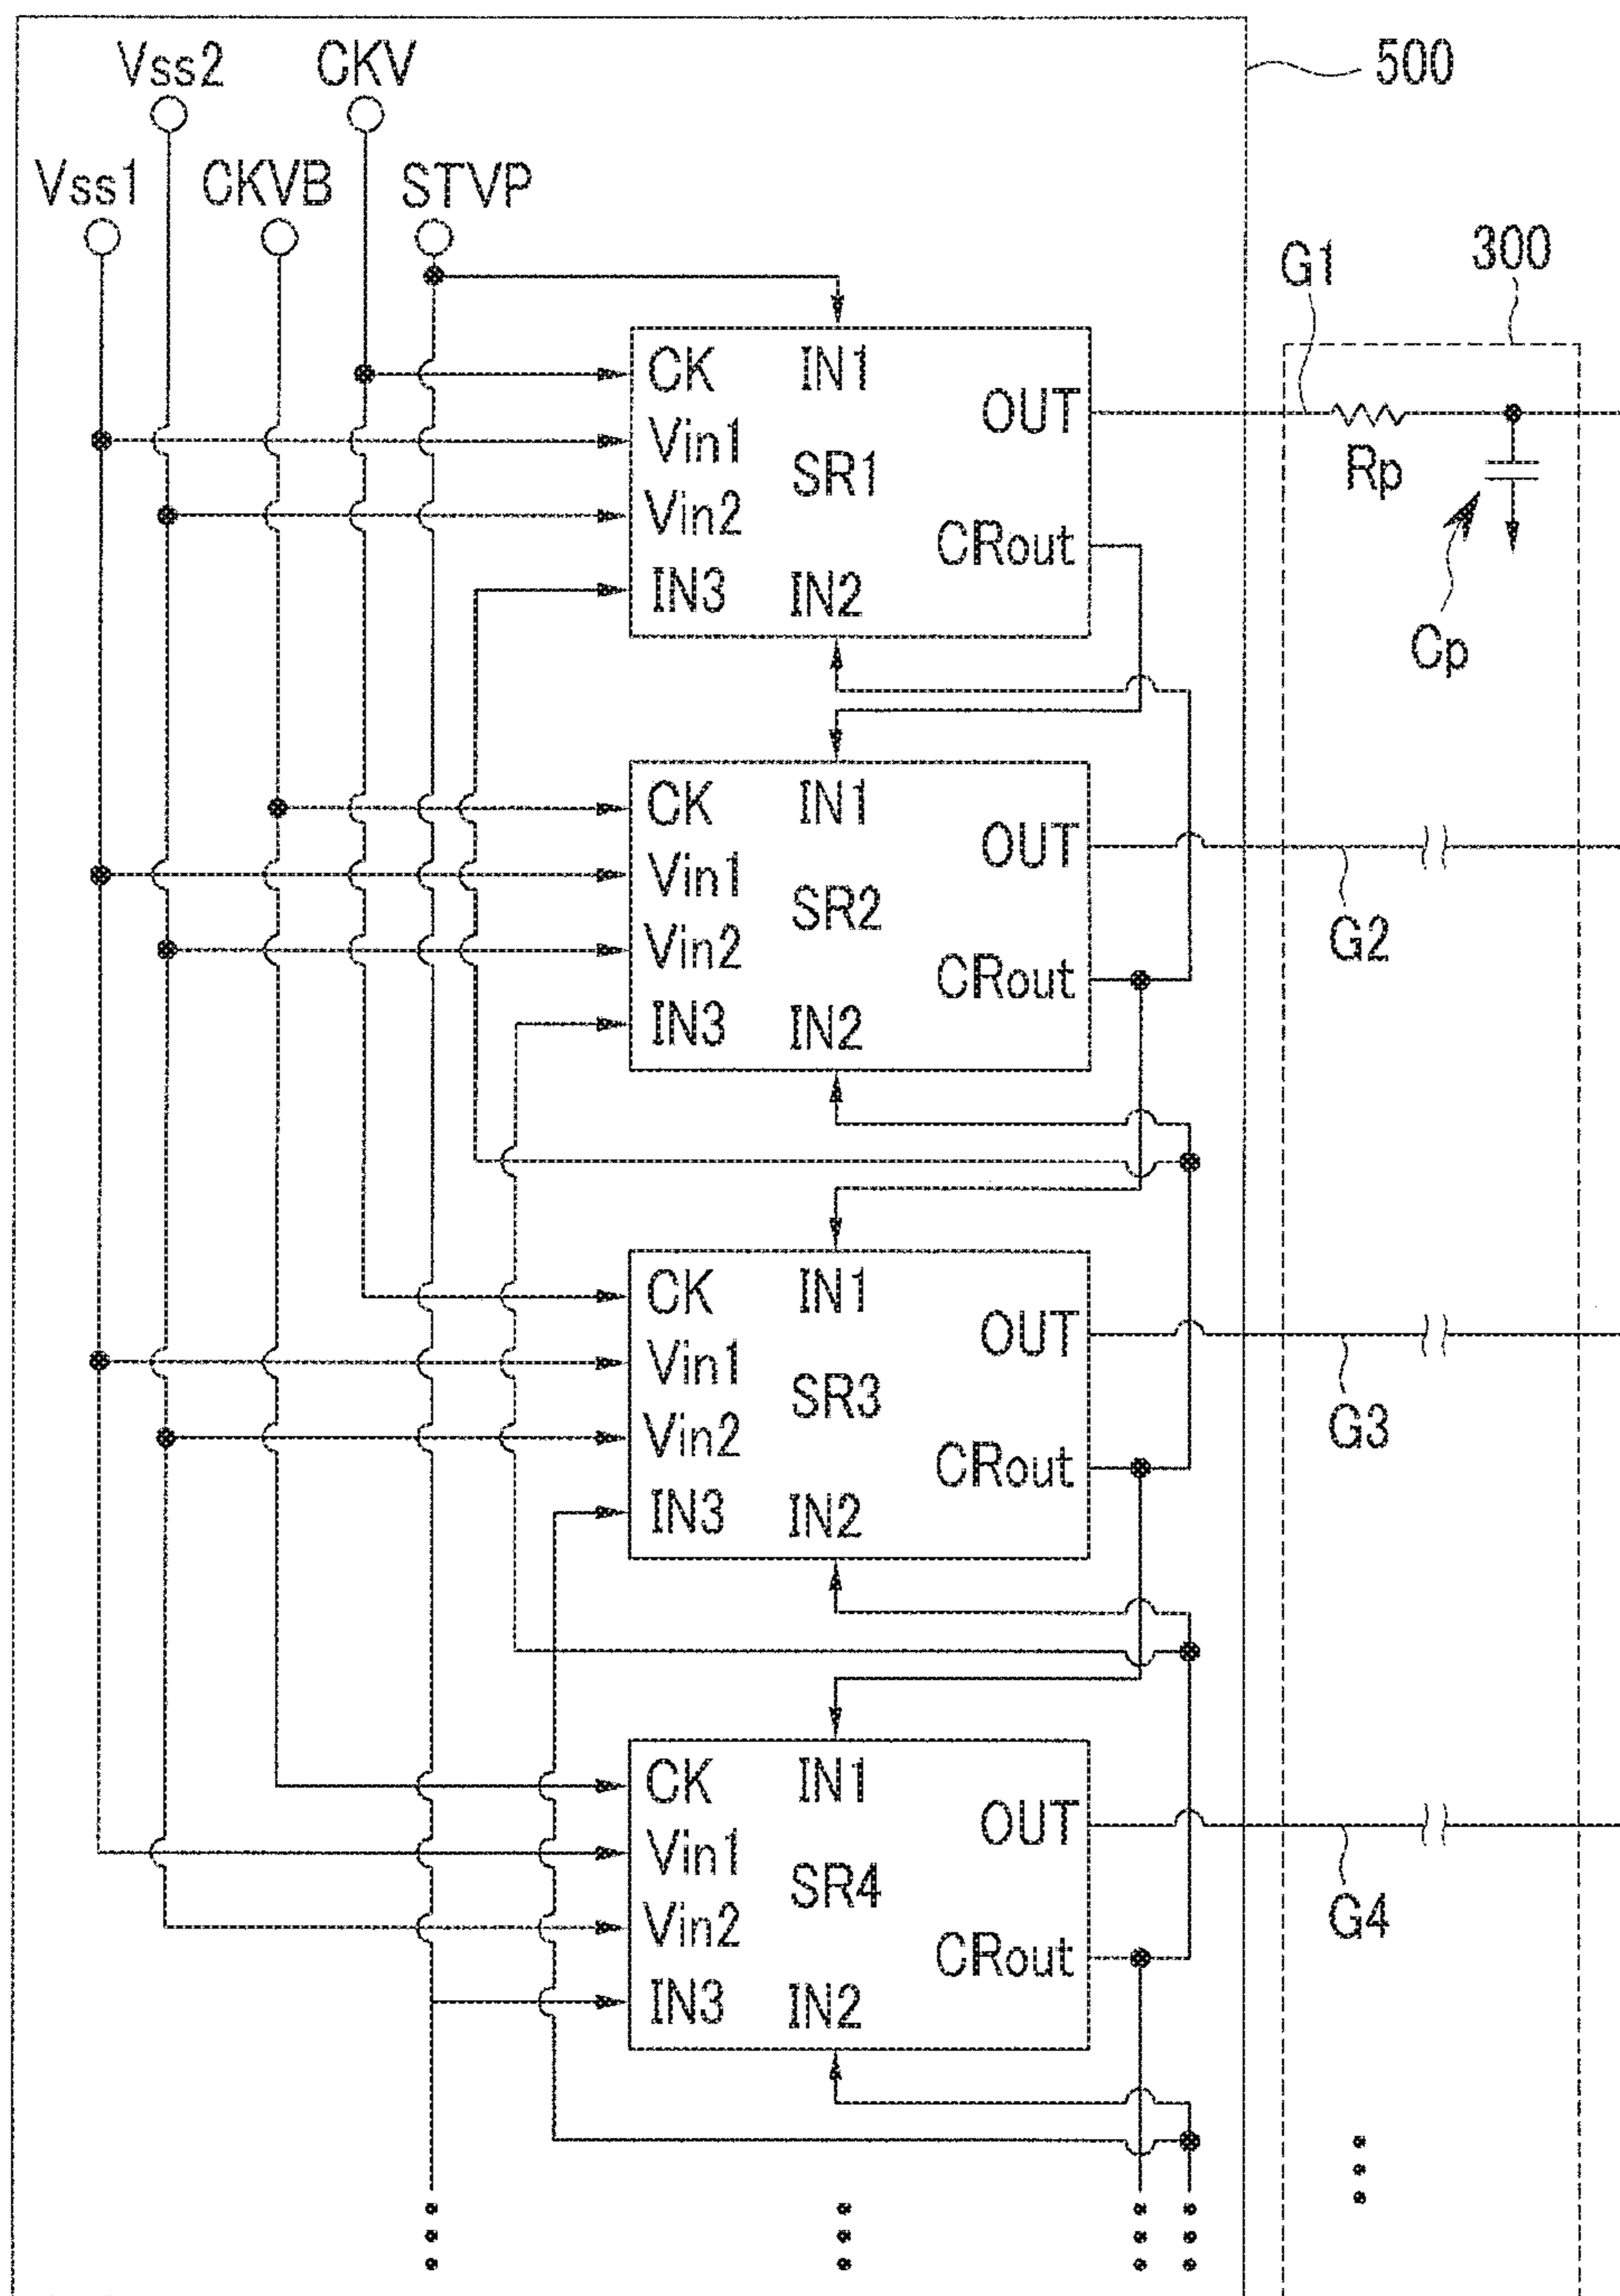 Vss2 CKV 500
Vss1 CKVB STVP
G1 300
CK IN1
OUT
Vin1
SR1
Rp
Vin2
CRout
IN3 IN2
Cp
CK IN1
OUT
Vin1
SR2
G2
Vin2
CRout
IN3 IN2
CK IN1
OUT
Vin1
SR3
G3
Vin2
CRout
IN3 IN2
CK IN1
OUT
Vin1
SR4
G4
Vin2
CRout
IN3 IN2